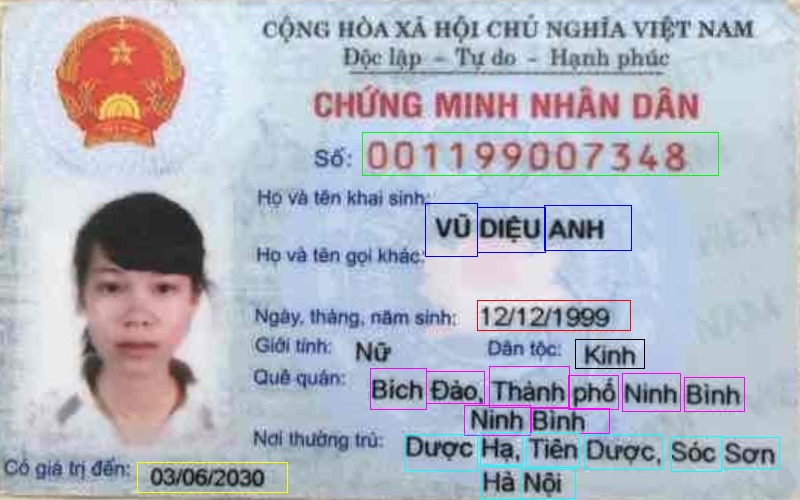 CỘNG HÒA XÃ HỘI CHỦ NGHĨA VIỆT NAM
Độc lập - Tự do - Hạnh phúc
CHỨNG MINH NHÂN DÂN
Số: 001199007348
Họ và tên khai sinh:
VŨ DIỆU ANH
Họ và tên gọi khác:
Ngày, tháng, năm sinh: 12/12/1999
Giới tính: Nữ Dân tộc: Kinh
Quê quán: Bích Đào, Thành phố Ninh Bình
Ninh Bình
Nơi thường trú: Dược Hạ, Tiên Dược, Sóc Sơn
Hà Nội
Có giá trị đến: 03/06/2030